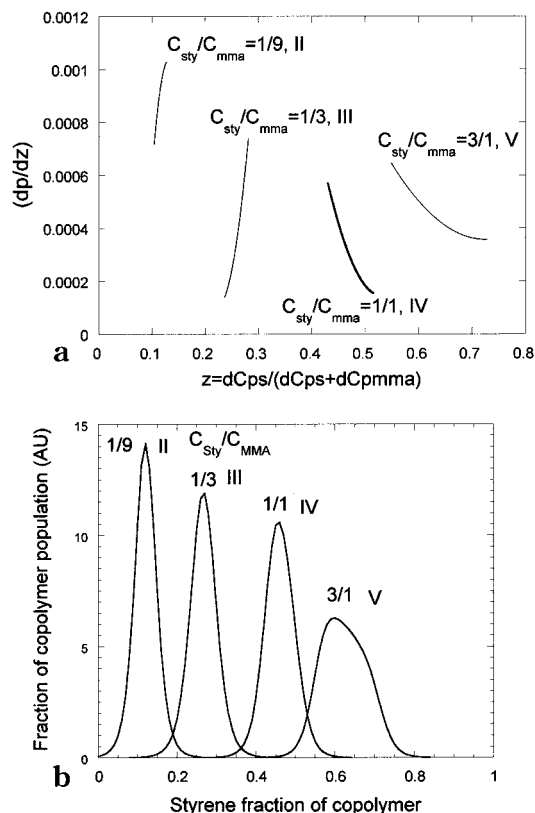 0.0012
0.001
0.0008
0.0006
0.0004
0.0002
0
(dp/dz)
C_sty/C_mma=1/9, II
C_sty/C_mma=1/3, III
C_sty/C_mma=3/1, V
C_sty/C_mma=1/1, IV
0 0.1 0.2 0.3 0.4 0.5 0.6 0.7 0.8
a
z=dCps/(dCps+dCpmma)
15
10
5
0
Fraction of copolymer population (AU)
1/9 II C_Sty/C_MMA
1/3 III
1/1 IV
3/1 V
0 0.2 0.4 0.6 0.8 1
b
Styrene fraction of copolymer